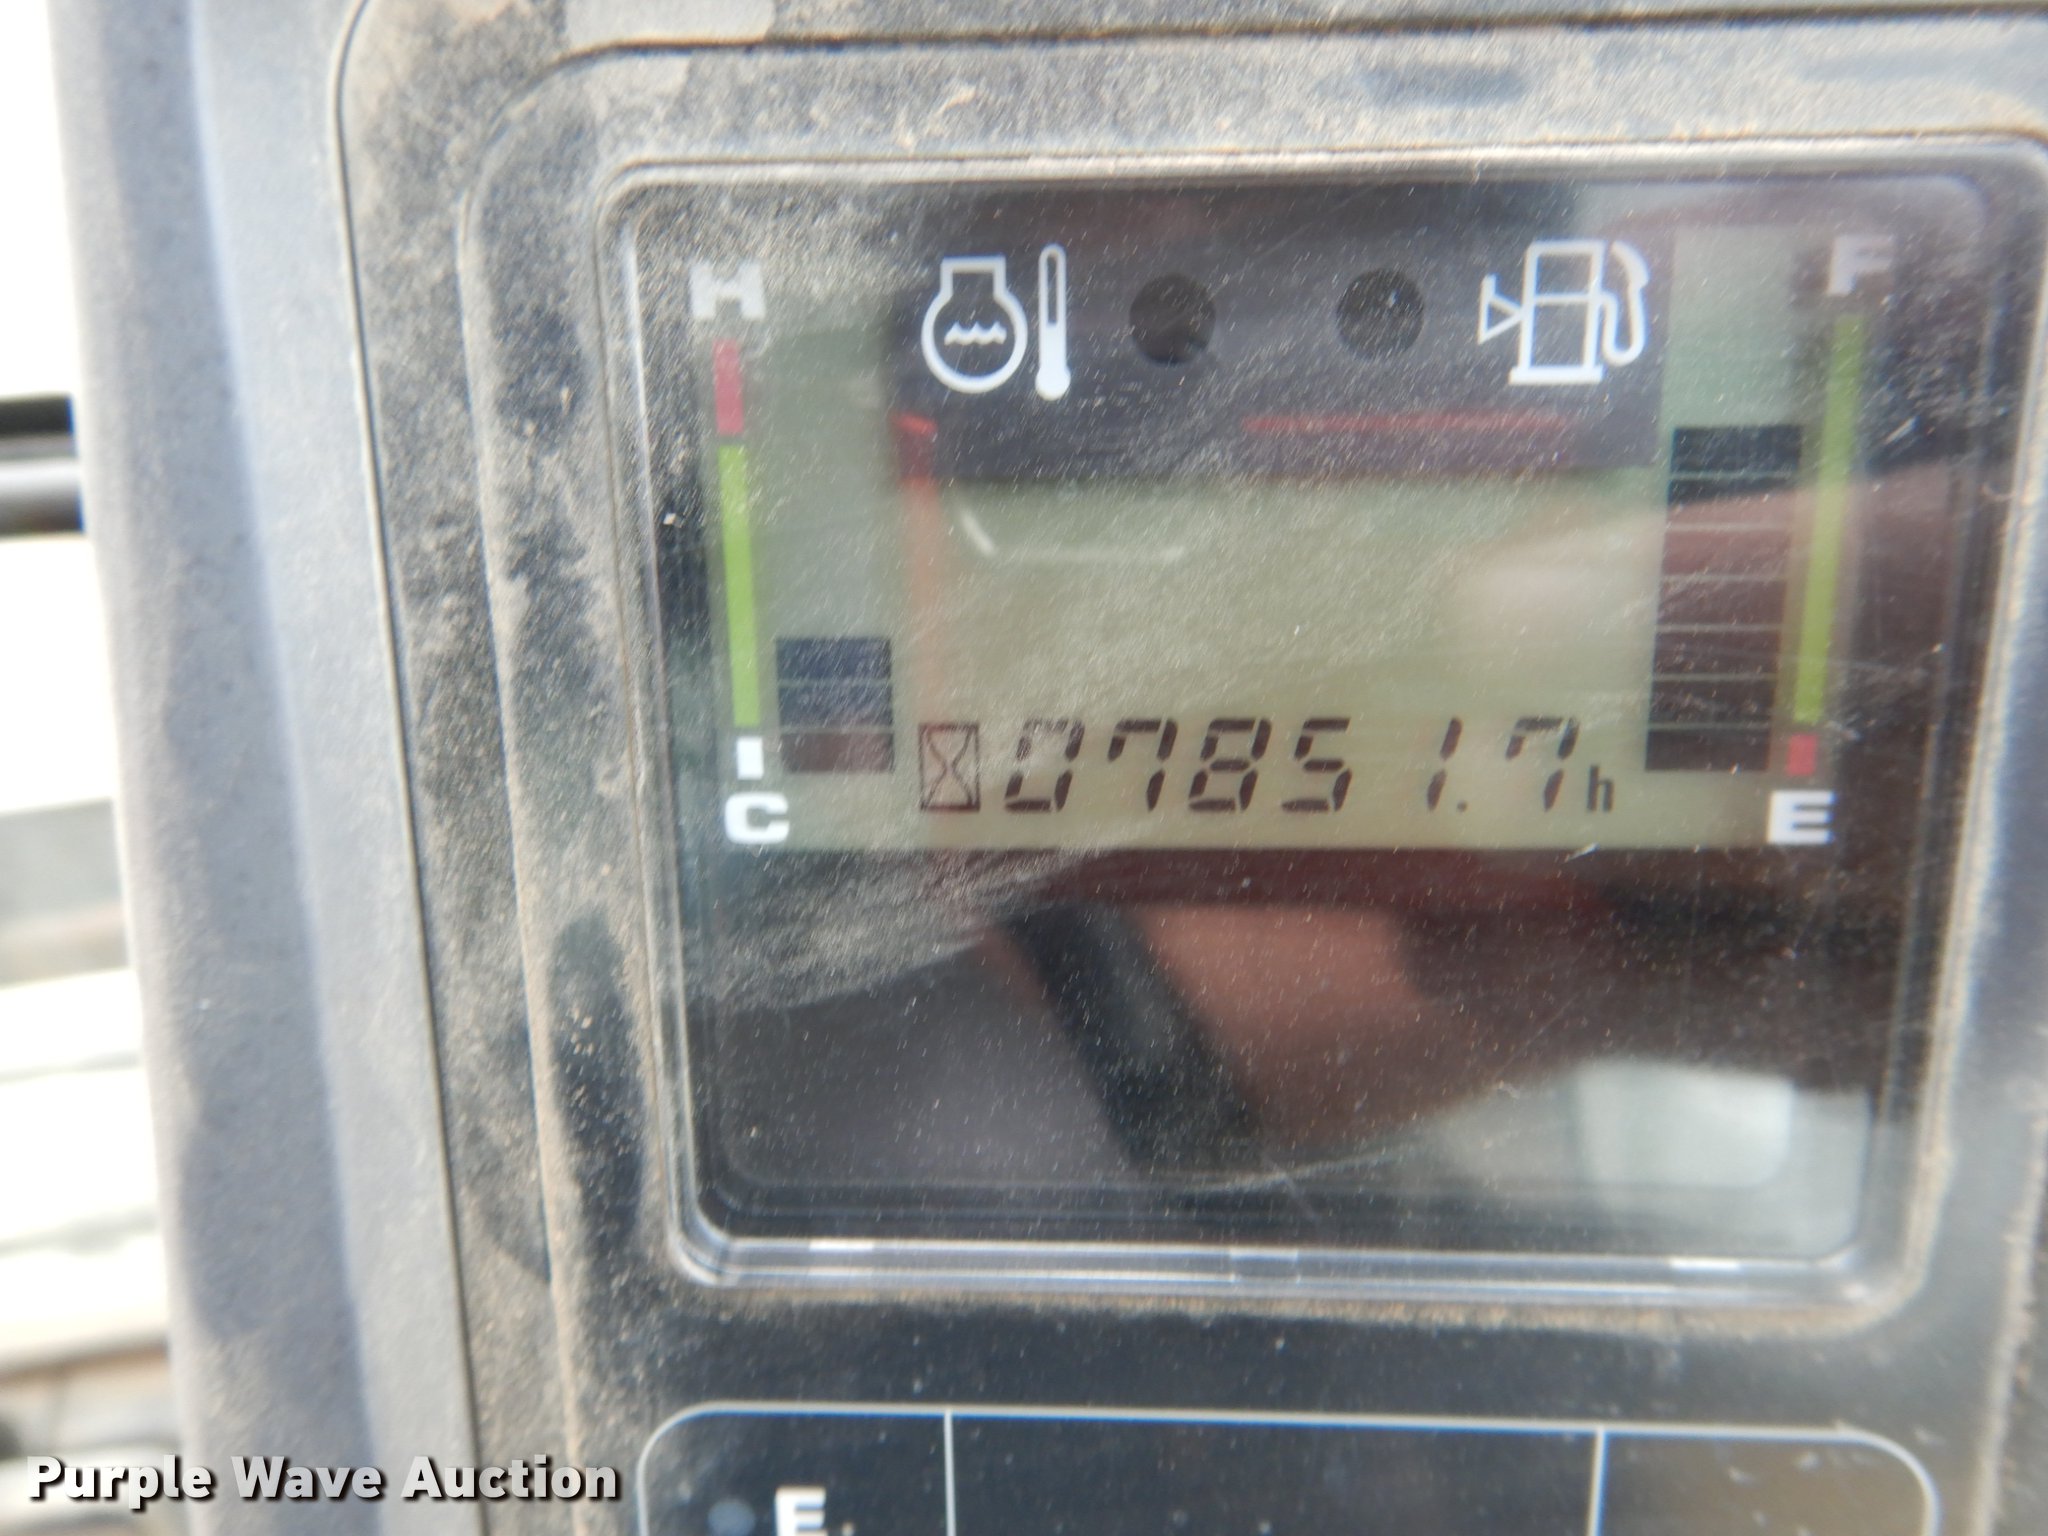 H F
07851.7h
C E
E.
Purple Wave Auction